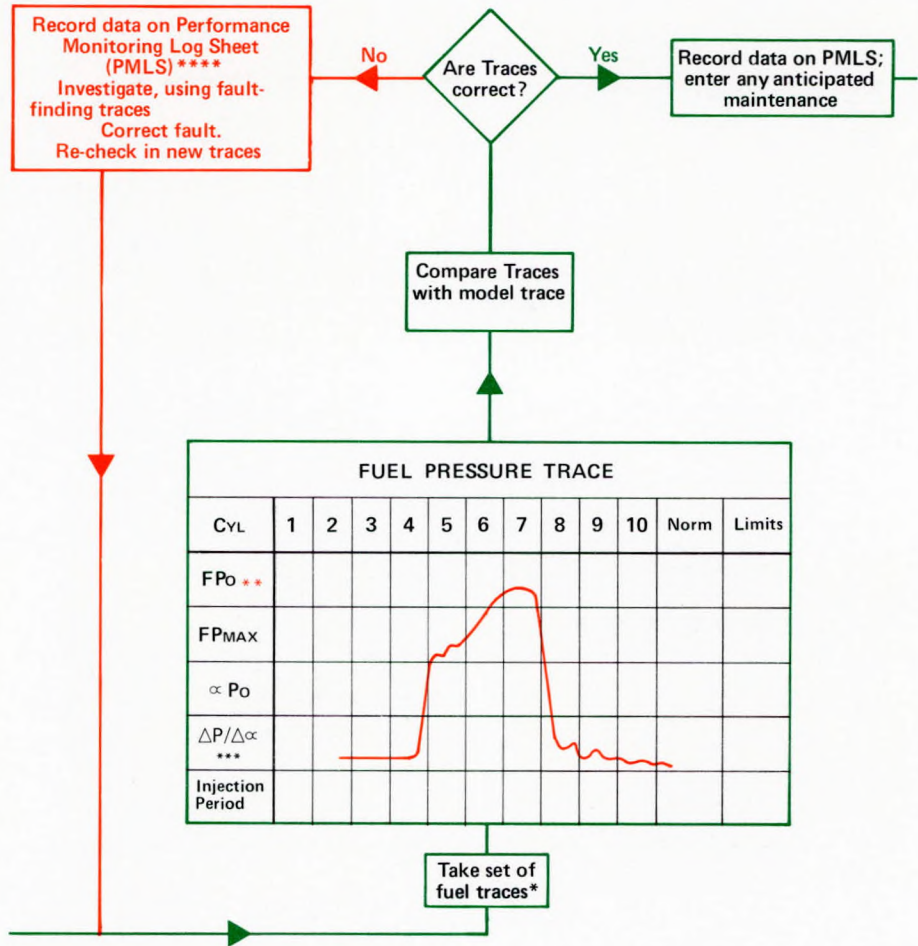 Record data on Performance
Monitoring Log Sheet
(PMLS) ****
Investigate, using fault-
finding traces
Correct fault.
Re-check in new traces
No
Are Traces
correct?
Yes
Record data on PMLS;
enter any anticipated
maintenance
Compare Traces
with model trace
FUEL PRESSURE TRACE
CYL 1 2 3 4 5 6 7 8 9 10 Norm Limits
FPO **
FPMAX
∝ PO
ΔP/Δ∝
***
Injection
Period
Take set of
fuel traces*